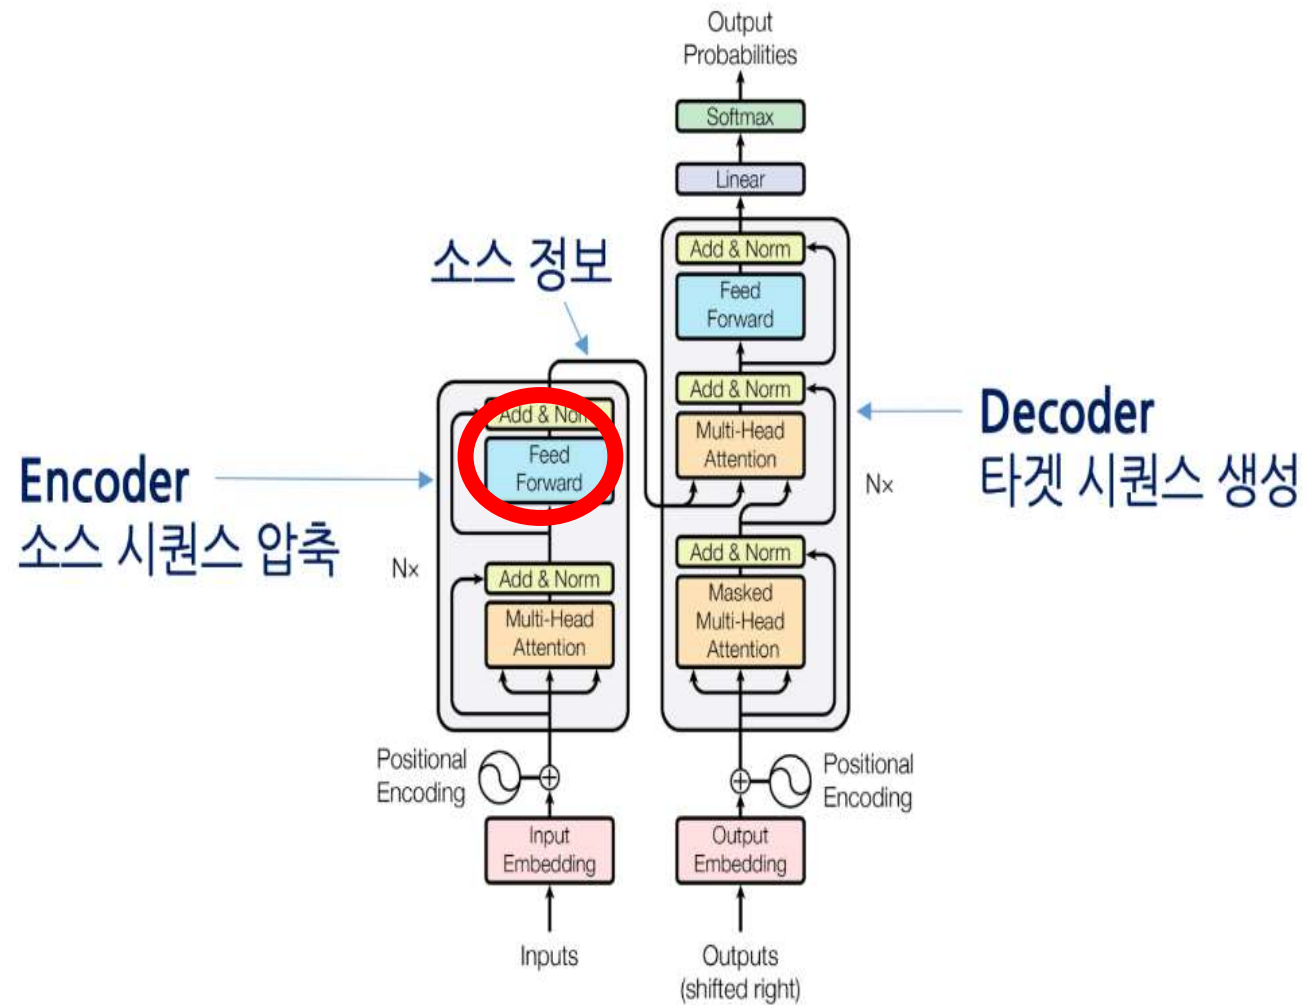 Output
Probabilities
Softmax
Linear
Add & Norm
Feed
Forward
Add & Norm
Multi-Head
Attention
Add & Norm
Masked
Multi-Head
Attention
Nx
Decoder
타겟 시퀀스 생성
소스 정보
Add & Norm
Feed
Forward
Add & Norm
Multi-Head
Attention
Nx
Encoder
소스 시퀀스 압축
Positional
Encoding
Positional
Encoding
Input
Embedding
Output
Embedding
Inputs
Outputs
(shifted right)